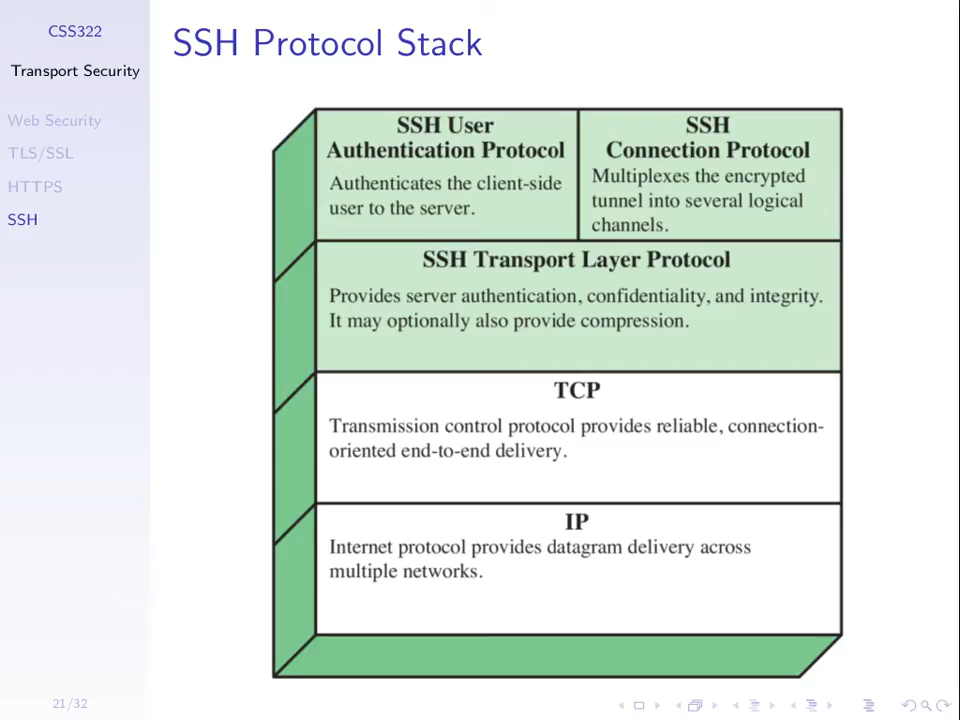 CSS322
Transport Security
Web Security
TLS/SSL
HTTPS
SSH
SSH Protocol Stack
SSH User
Authentication Protocol
Authenticates the client-side
user to the server.
SSH
Connection Protocol
Multiplexes the encrypted
tunnel into several logical
channels.
SSH Transport Layer Protocol
Provides server authentication, confidentiality, and integrity.
It may optionally also provide compression.
TCP
Transmission control protocol provides reliable, connection-
oriented end-to-end delivery.
IP
Internet protocol provides datagram delivery across
multiple networks.
21/32